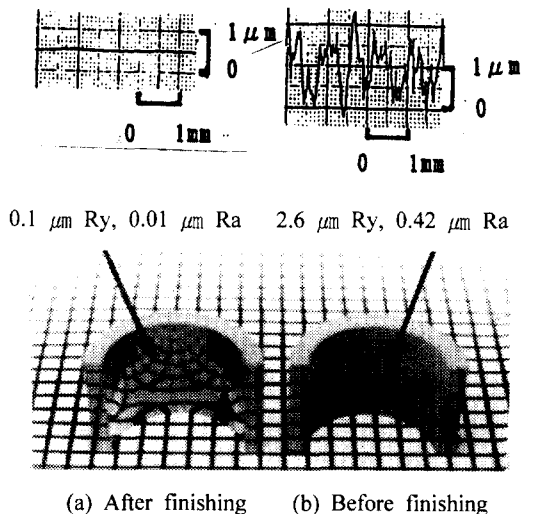 1 μm
0
0 1mm
1 μm
0
0 1mm
0.1 μm Ry, 0.01 μm Ra
2.6 μm Ry, 0.42 μm Ra
(a) After finishing
(b) Before finishing